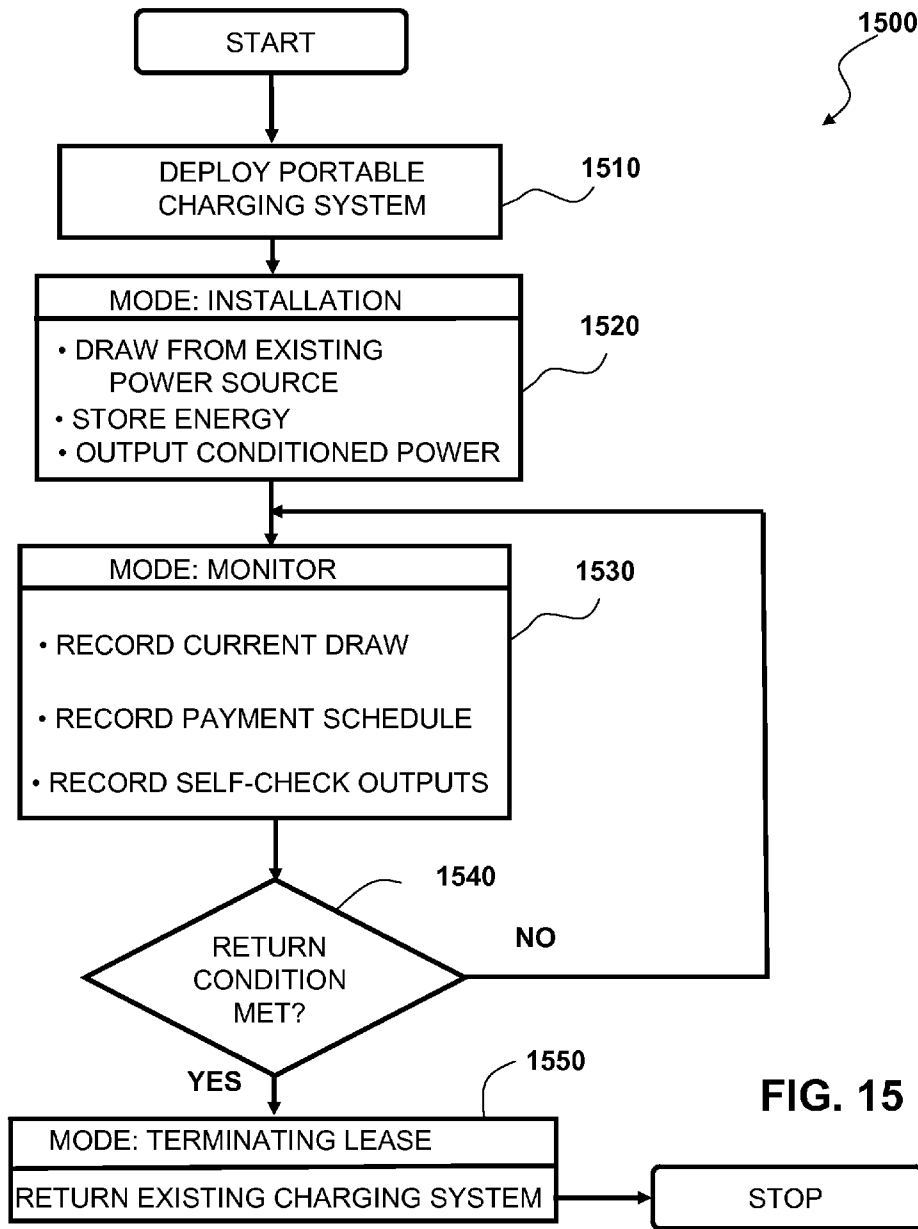 START
1500
DEPLOY PORTABLE
CHARGING SYSTEM
1510
MODE: INSTALLATION
• DRAW FROM EXISTING
POWER SOURCE
• STORE ENERGY
• OUTPUT CONDITIONED POWER
1520
MODE: MONITOR
• RECORD CURRENT DRAW
• RECORD PAYMENT SCHEDULE
• RECORD SELF-CHECK OUTPUTS
1530
RETURN
CONDITION
MET?
1540
NO
YES
1550
MODE: TERMINATING LEASE
RETURN EXISTING CHARGING SYSTEM
STOP
FIG. 15